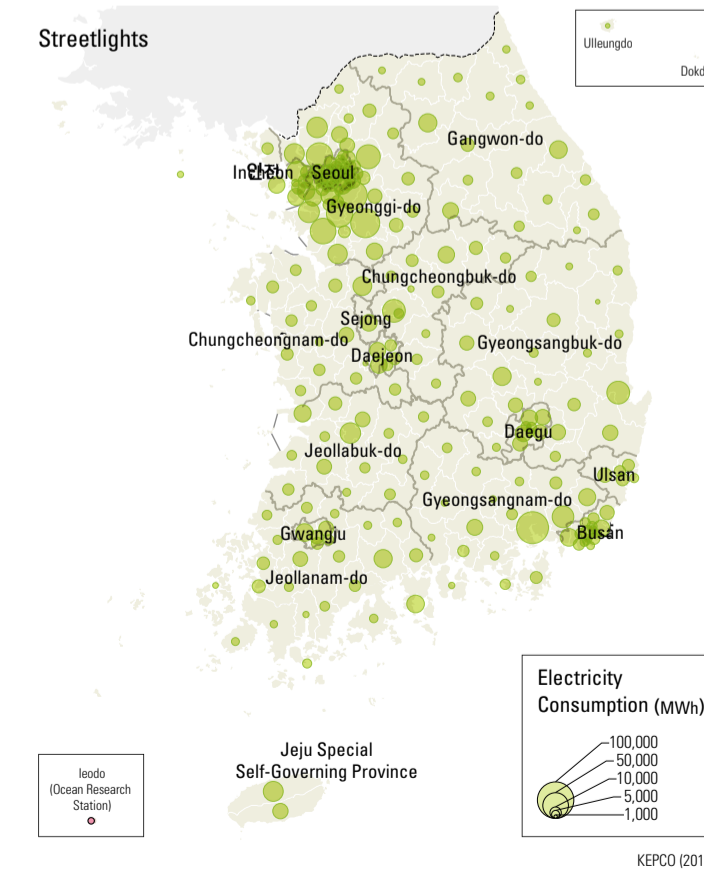 Streetlights
Ulleungdo
Dokd
Gangwon-do
Incheon
Seoul
Gyeonggi-do
Chungcheongbuk-do
Sejong
Chungcheongnam-do
Gyeongsangbuk-do
Daejeon
Daegu
Jeollabuk-do
Ulsan
Gyeongsangnam-do
Gwangju
Busan
Jeollanam-do
Electricity
Consumption (MWh)
100,000
50,000
10,000
5,000
1,000
Jeju Special
Self-Governing Province
Ieodo
(Ocean Research
Station)
KEPCO (201